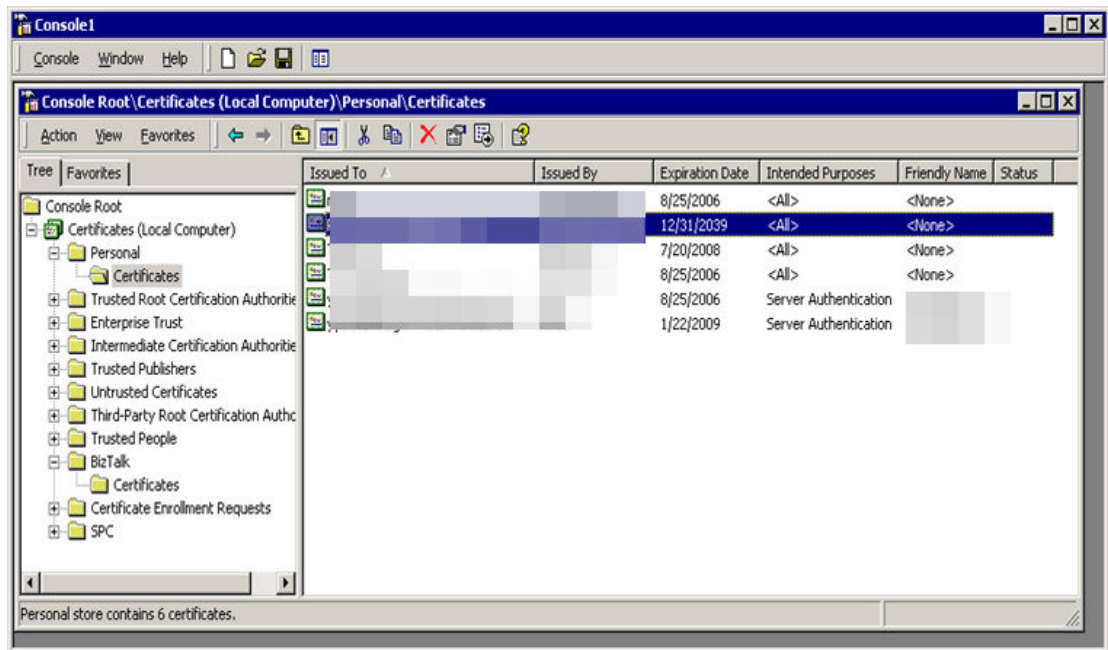 Console1
Console Window Help
Console Root\Certificates (Local Computer)\Personal\Certificates
Action View Favorites
Tree Favorites
Issued To Issued By Expiration Date Intended Purposes Friendly Name Status
Console Root
Certificates (Local Computer)
Personal
Certificates
Trusted Root Certification Authoritie
Enterprise Trust
Intermediate Certification Authoritie
Trusted Publishers
Untrusted Certificates
Third-Party Root Certification Authc
Trusted People
BizTalk
Certificates
Certificate Enrollment Requests
SPC
8/25/2006 <All> <None>
12/31/2039 <All> <None>
7/20/2008 <All> <None>
8/25/2006 <All> <None>
8/25/2006 Server Authentication
1/22/2009 Server Authentication
Personal store contains 6 certificates.